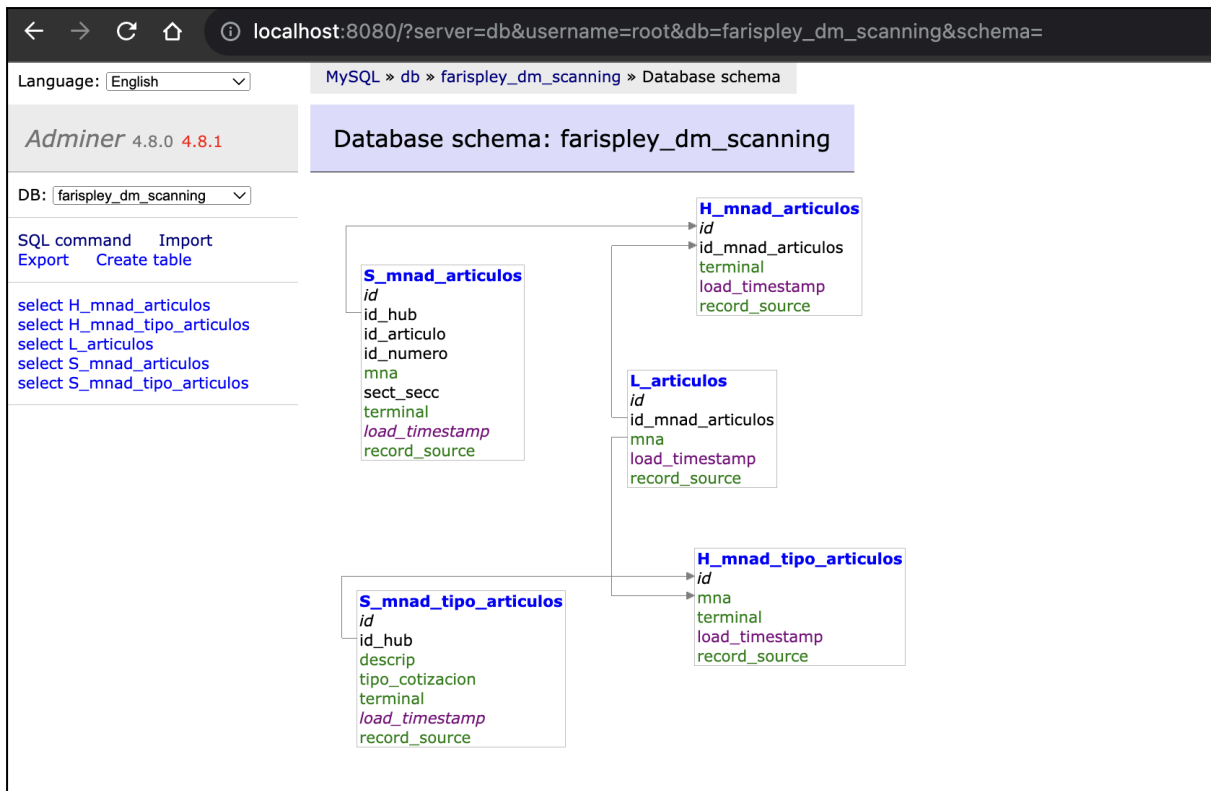 localhost:8080/?server=db&username=root&db=farispley_dm_scanning&schema=
Language: English
MySQL » db » farispley_dm_scanning » Database schema
Adminer 4.8.0 4.8.1
Database schema: farispley_dm_scanning
DB: farispley_dm_scanning
SQL command Import
Export Create table
select H_mnad_articulos
select H_mnad_tipo_articulos
select L_articulos
select S_mnad_articulos
select S_mnad_tipo_articulos
H_mnad_articulos
id
id_mnad_articulos
terminal
load_timestamp
record_source
S_mnad_articulos
id
id_hub
id_articulo
id_numero
mna
sect_secc
terminal
load_timestamp
record_source
L_articulos
id
id_mnad_articulos
mna
load_timestamp
record_source
H_mnad_tipo_articulos
id
mna
terminal
load_timestamp
record_source
S_mnad_tipo_articulos
id
id_hub
descrip
tipo_cotizacion
terminal
load_timestamp
record_source